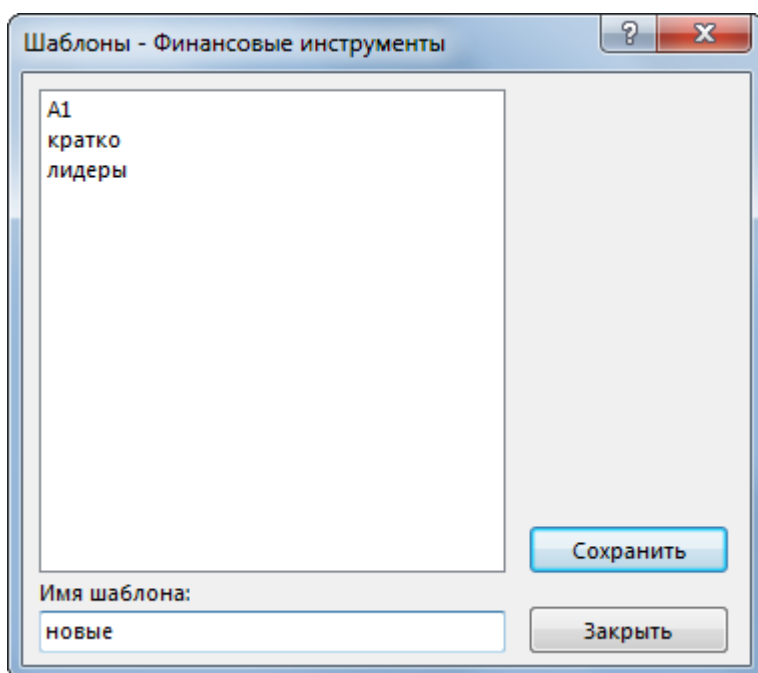 Шаблоны - Финансовые инструменты
А1
кратко
лидеры
Сохранить
Имя шаблона:
новые
Закрыть